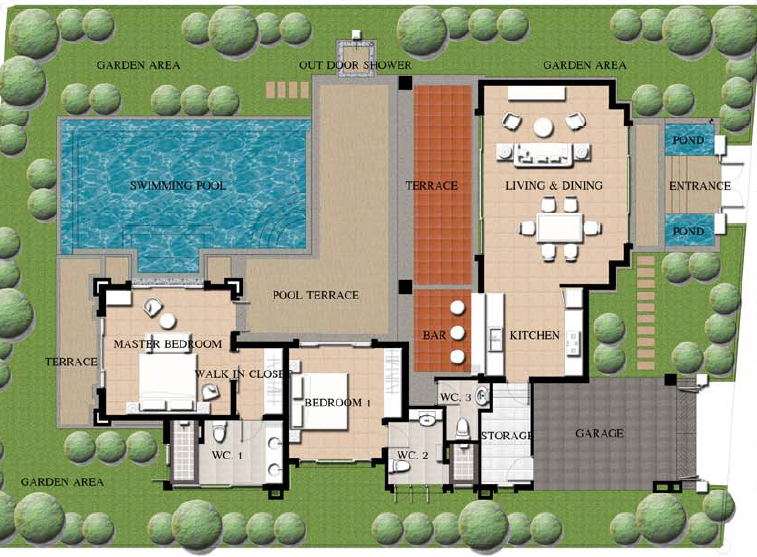 GARDEN AREA
OUT DOOR SHOWER
GARDEN AREA
POND
SWIMMING POOL
TERRACE
LIVING & DINING
ENTRANCE
POND
POOL TERRACE
BAR
KITCHEN
MASTER BEDROOM
TERRACE
WALK IN CLOSE
BEDROOM 1
WC. 3
STORAGE
GARAGE
WC. 1
WC. 2
GARDEN AREA